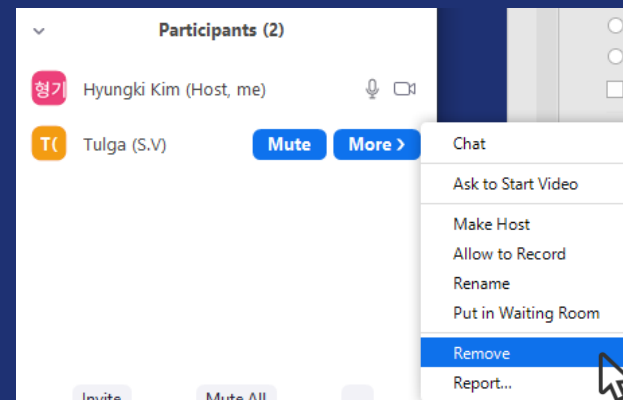 Participants (2)
형기 Hyungki Kim (Host, me)
T( Tulga (S.V) Mute More >
Chat
Ask to Start Video
Make Host
Allow to Record
Rename
Put in Waiting Room
Remove
Report...
Invite Mute All